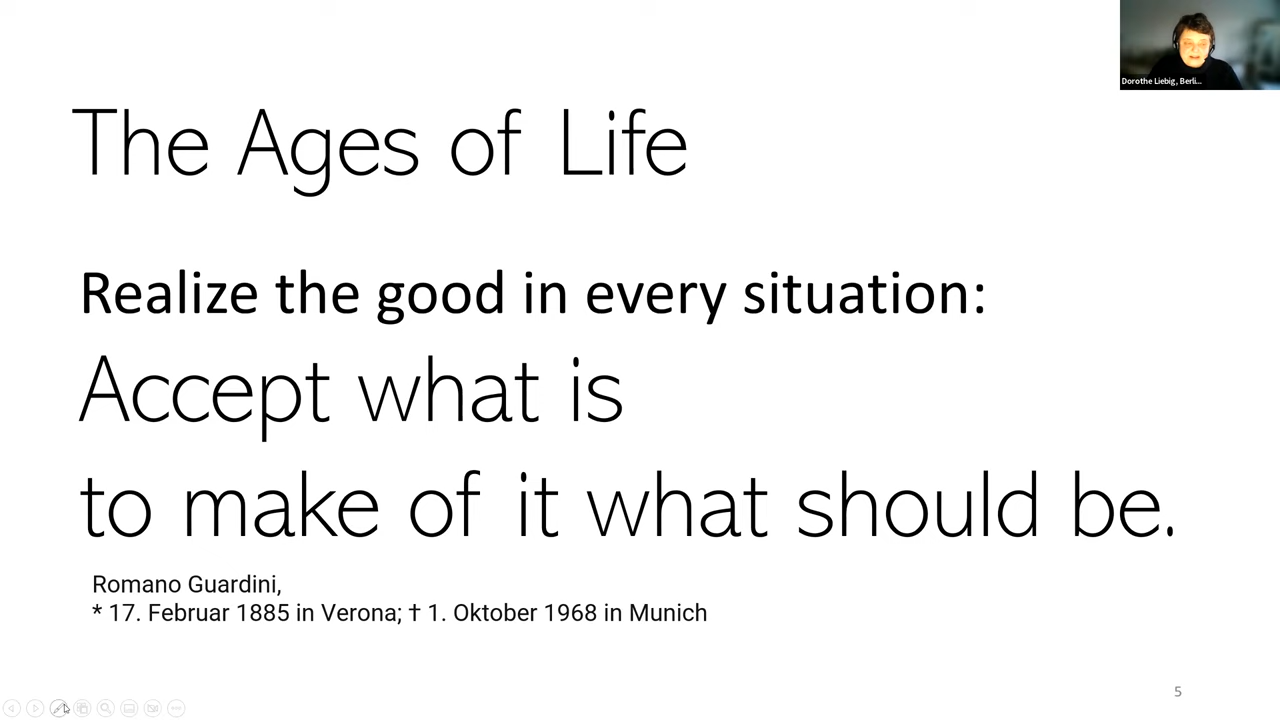 Dorothe Liebig, Berli...
The Ages of Life
Realize the good in every situation:
Accept what is
to make of it what should be.
Romano Guardini,
* 17. Februar 1885 in Verona; † 1. Oktober 1968 in Munich
5